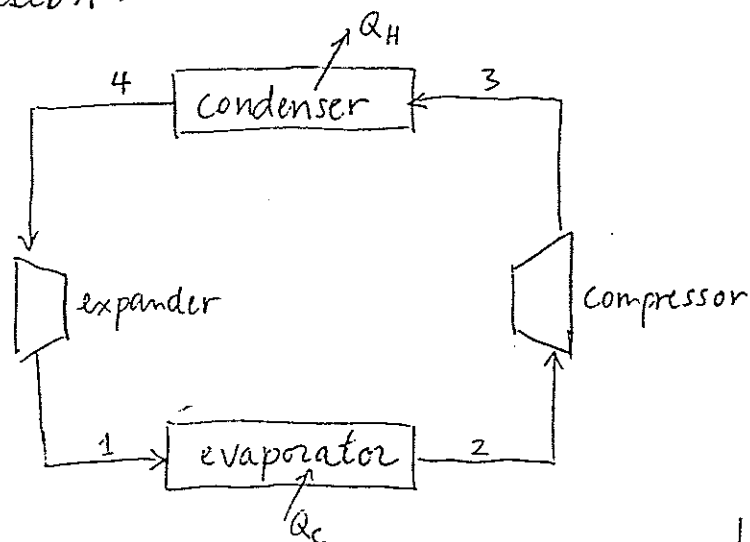 Q_H
4
condenser
3
expander
compressor
1
evaporator
2
Q_C